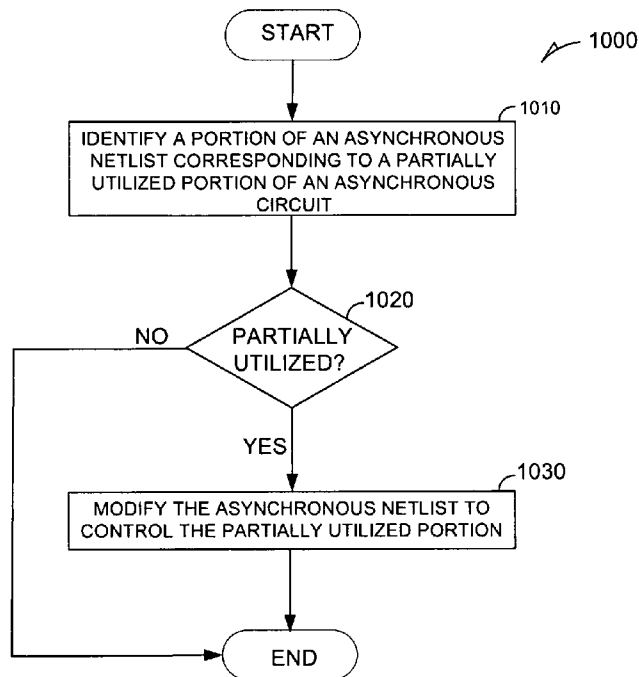 START
1000
1010
IDENTIFY A PORTION OF AN ASYNCHRONOUS
NETLIST CORRESPONDING TO A PARTIALLY
UTILIZED PORTION OF AN ASYNCHRONOUS
CIRCUIT
1020
NO
PARTIALLY
UTILIZED?
YES
1030
MODIFY THE ASYNCHRONOUS NETLIST TO
CONTROL THE PARTIALLY UTILIZED PORTION
END